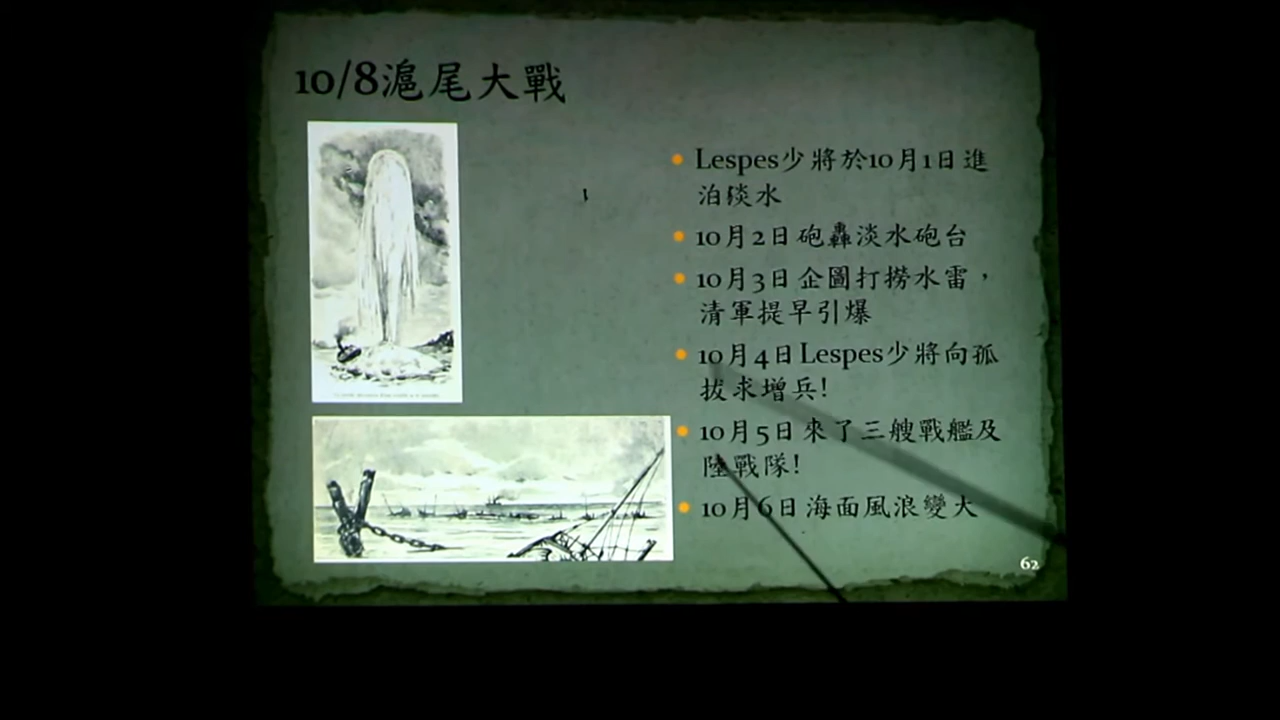 10/8滬尾大戰
Lespes少將於10月1日進
泊淡水
10月2日砲轟淡水砲台
10月3日企圖打撈水雷，
清軍提早引爆
10月4日Lespes少將向孤
拔求增兵!
10月5日來了三艘戰艦及
陸戰隊!
10月6日海面風浪變大
62